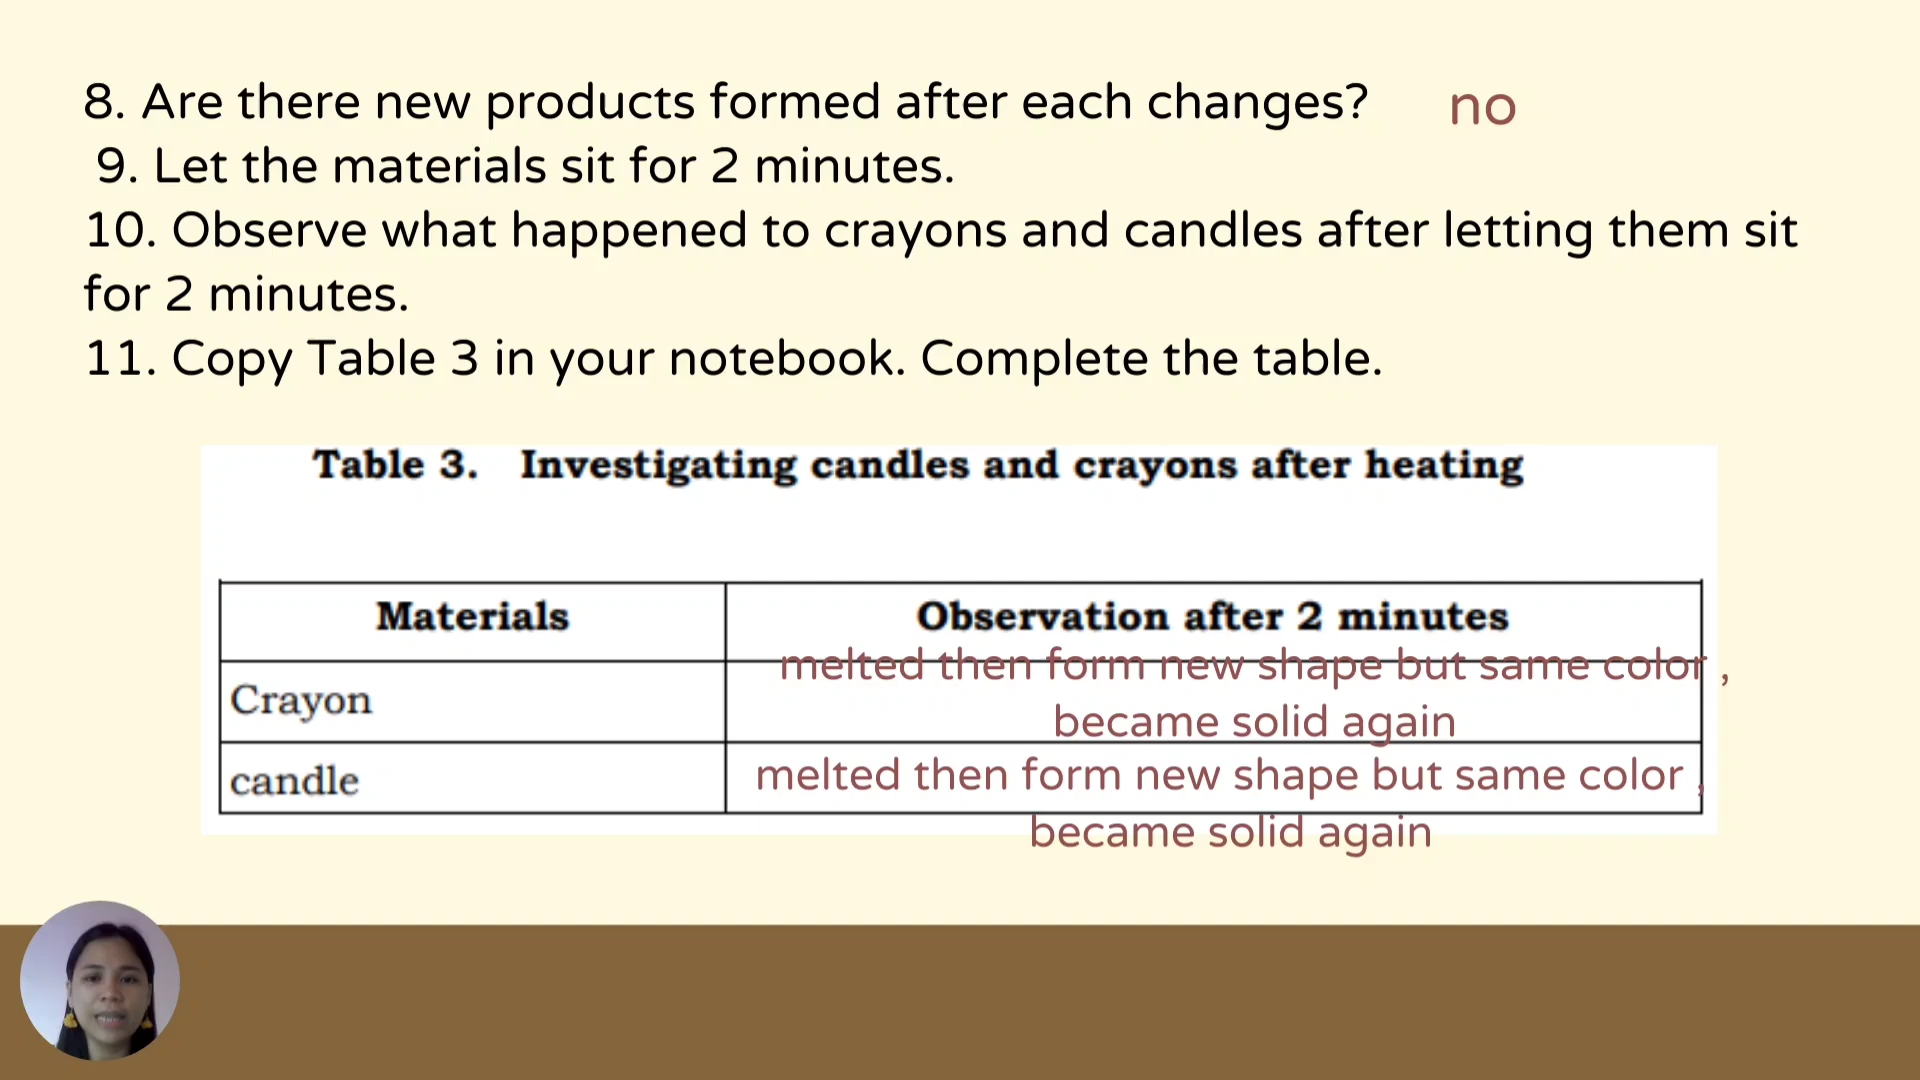 8. Are there new products formed after each changes? no
9. Let the materials sit for 2 minutes.
10. Observe what happened to crayons and candles after letting them sit
for 2 minutes.
11. Copy Table 3 in your notebook. Complete the table.
Table 3. Investigating candles and crayons after heating
Materials Observation after 2 minutes
Crayon melted then form new shape but same color ,
became solid again
candle melted then form new shape but same color ,
became solid again